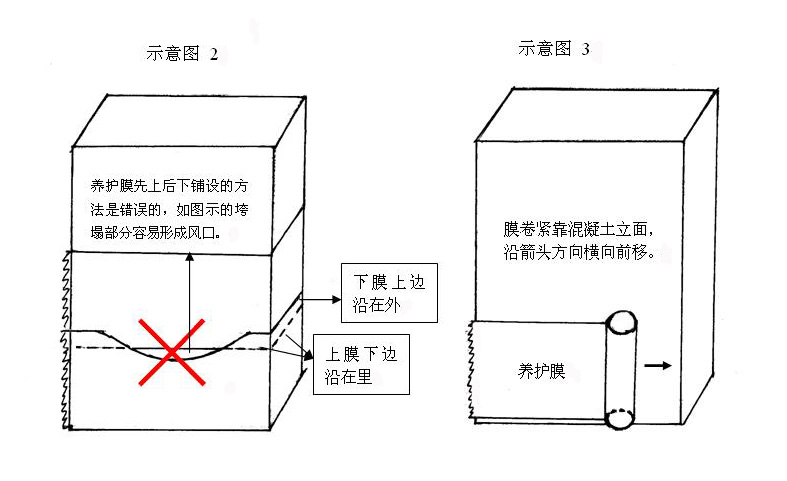 示意图 2
养护膜先上后下铺设的方
法是错误的，如图示的垮
塌部分容易形成风口。
下膜上边
沿在外
上膜下边
沿在里
示意图 3
膜卷紧靠混凝土立面，
沿箭头方向横向前移。
养护膜